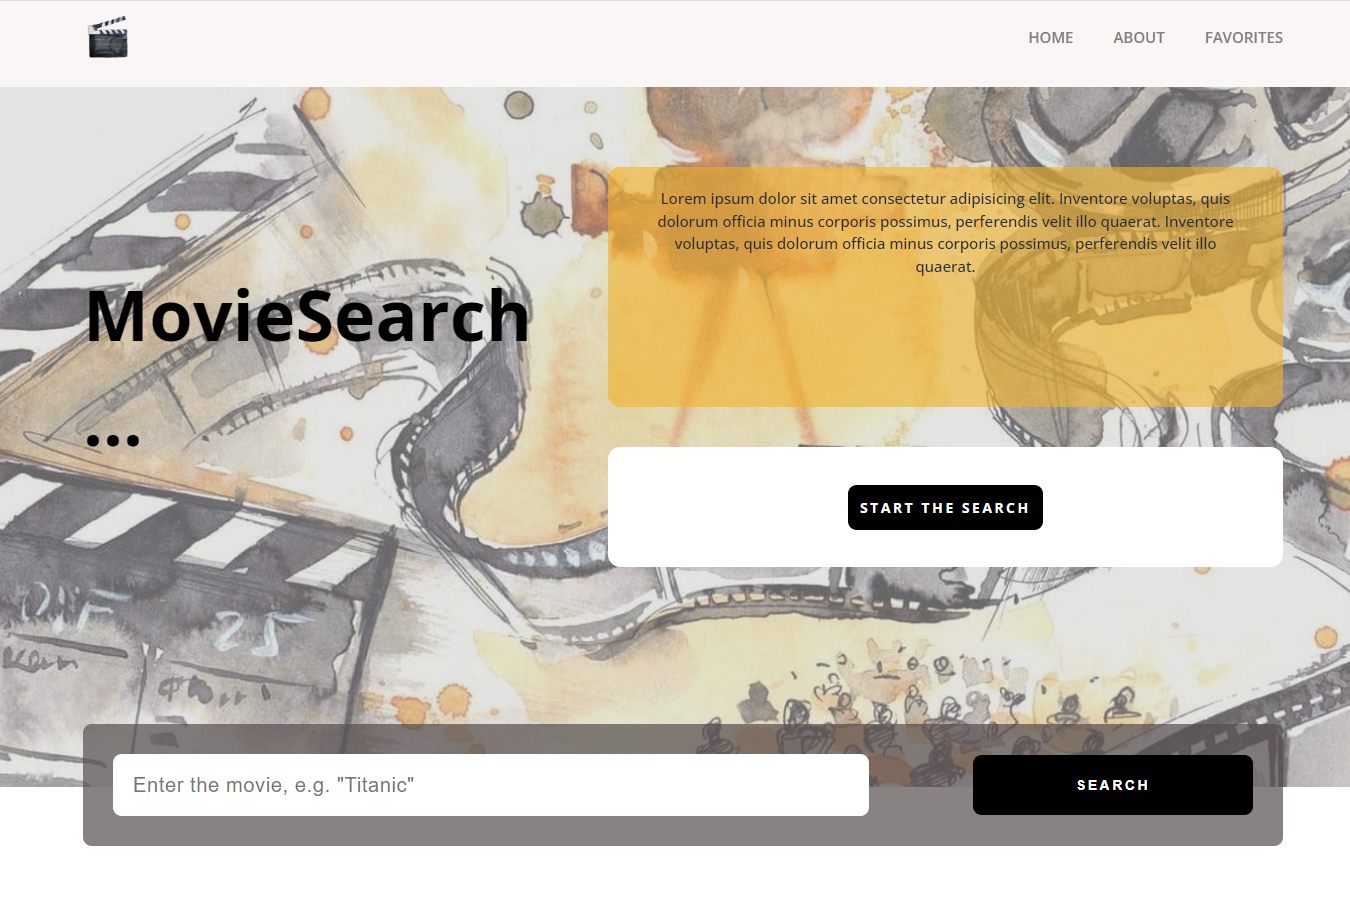 HOME ABOUT FAVORITES
Lorem ipsum dolor sit amet consectetur adipisicing elit. Inventore voluptas, quis
dolorum officia minus corporis possimus, perferendis velit illo quaerat. Inventore
voluptas, quis dolorum officia minus corporis possimus, perferendis velit illo
quaerat.
MovieSearch
...
START THE SEARCH
25
Enter the movie, e.g. "Titanic"
SEARCH